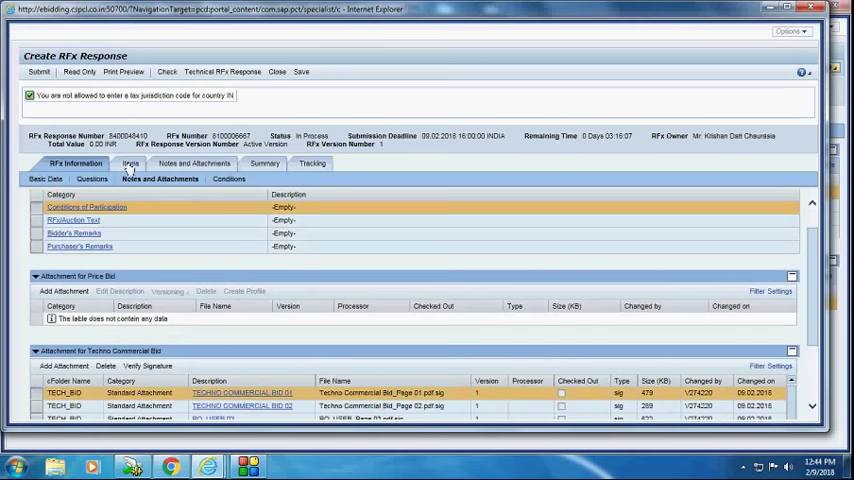 http://ebidding.cspcl.co.in:50700/TNavigationTarget=pcd:portal_content/com.sap.pct/specialist/c - Internet Explorer
Options
Create RFx Response
Submit Read Only Print Preview Check Technical RFx Response Close Save
You are not allowed to enter a tax jurisdiction code for country IN
RFx Response Number 8400048410 RFx Number 8100006667 Status In Process Submission Deadline 09.02.2018 16:00:00 INDIA Remaining Time 0 Days 03:16:07 RFx Owner Mr. Krishan Datt Chaurssia
Total Value 0.00 INR RFx Response Version Number Active Version RFx Version Number 1
RFx Information Items Notes and Attachments Summary Tracking
Basic Data Questions Notes and Attachments Conditions
Category Description
Conditions of Participation -Empty-
RFx/Auction Text -Empty-
Bidder's Remarks -Empty-
Purchaser's Remarks -Empty-
Attachment for Price Bid
Add Attachment Edit Description Versioning Delete Create Profile Filter Settings
Category Description File Name Version Processor Checked Out Type Size (KB) Changed by Changed on
The table does not contain any data
Attachment for Techno Commercial Bid
Add Attachment Delete Verify Signature Filter Settings
cFolder Name Category Description File Name Version Processor Checked Out Type Size (KB) Changed by Changed on
TECH_BID Standard Attachment TECHNO COMMERCIAL BID 01 Techno Commercial Bid_Page 01.pdf.sig 1 sig 479 V274220 09.02.2018
TECH_BID Standard Attachment TECHNO COMMERCIAL BID 02 Techno Commercial Bid_Page 02.pdf.sig 1 sig 289 V274220 09.02.2018
12:44 PM
2/9/2018